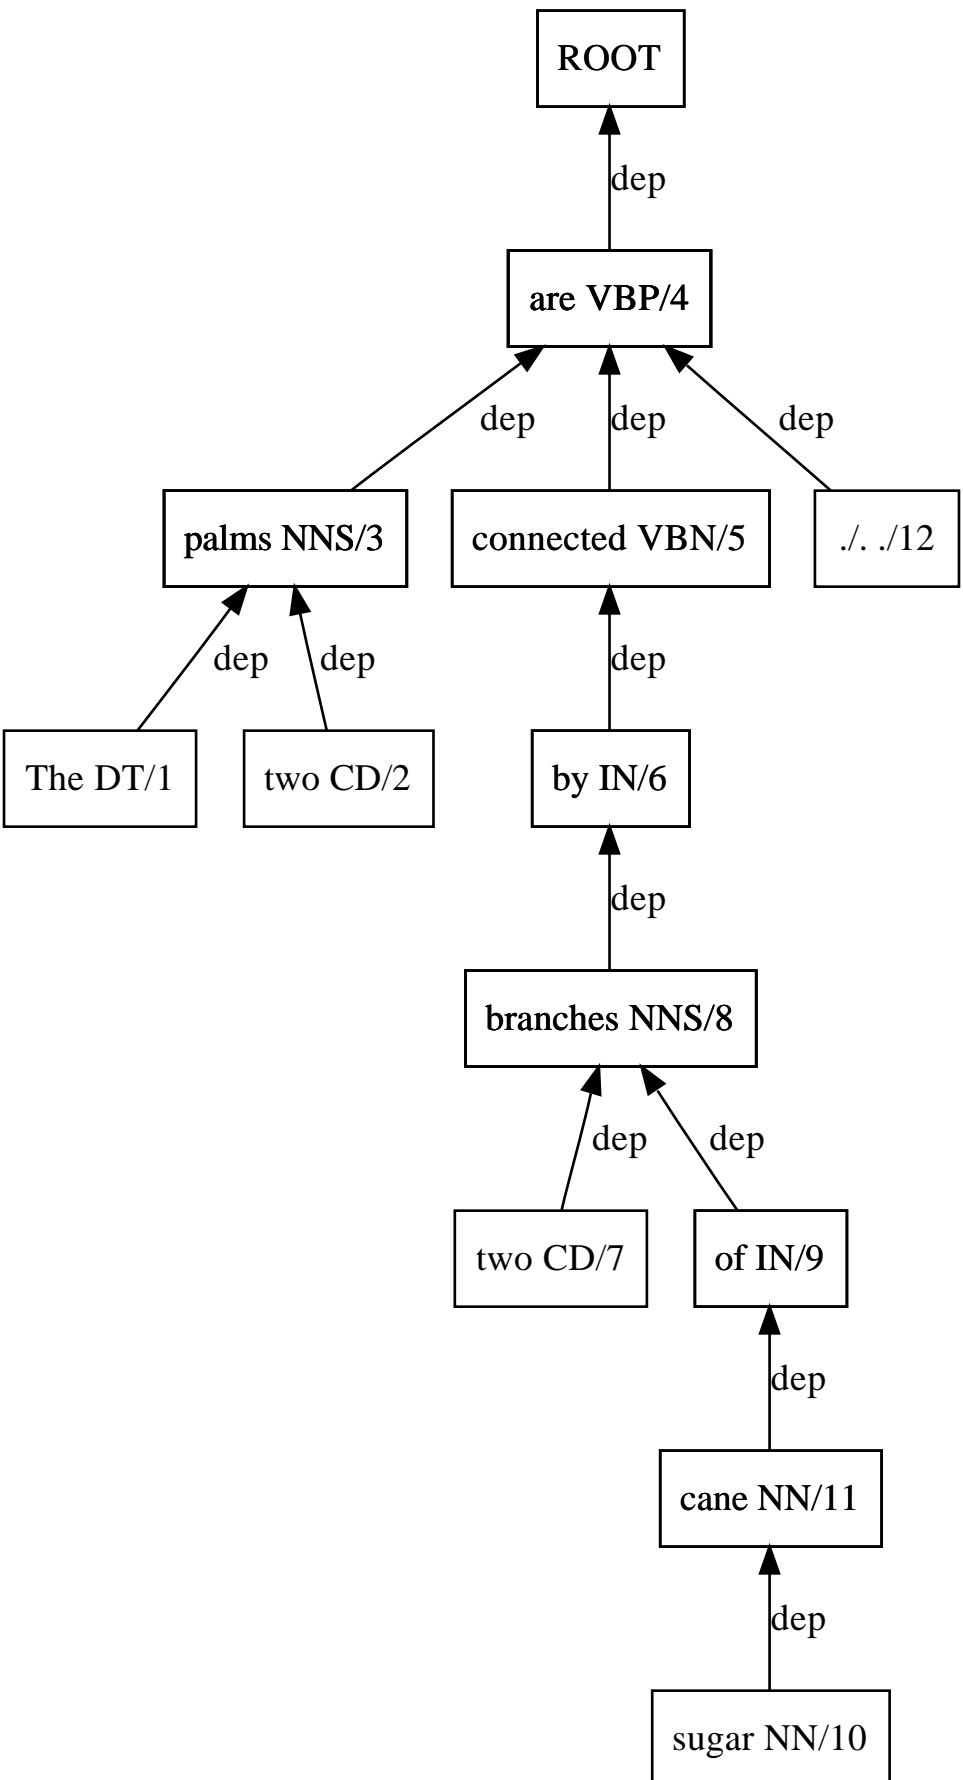 ROOT
dep
are VBP/4
dep dep dep
palms NNS/3 connected VBN/5 ./. ./12
dep dep dep
The DT/1 two CD/2 by IN/6
dep
branches NNS/8
dep dep
two CD/7 of IN/9
dep
cane NN/11
dep
sugar NN/10